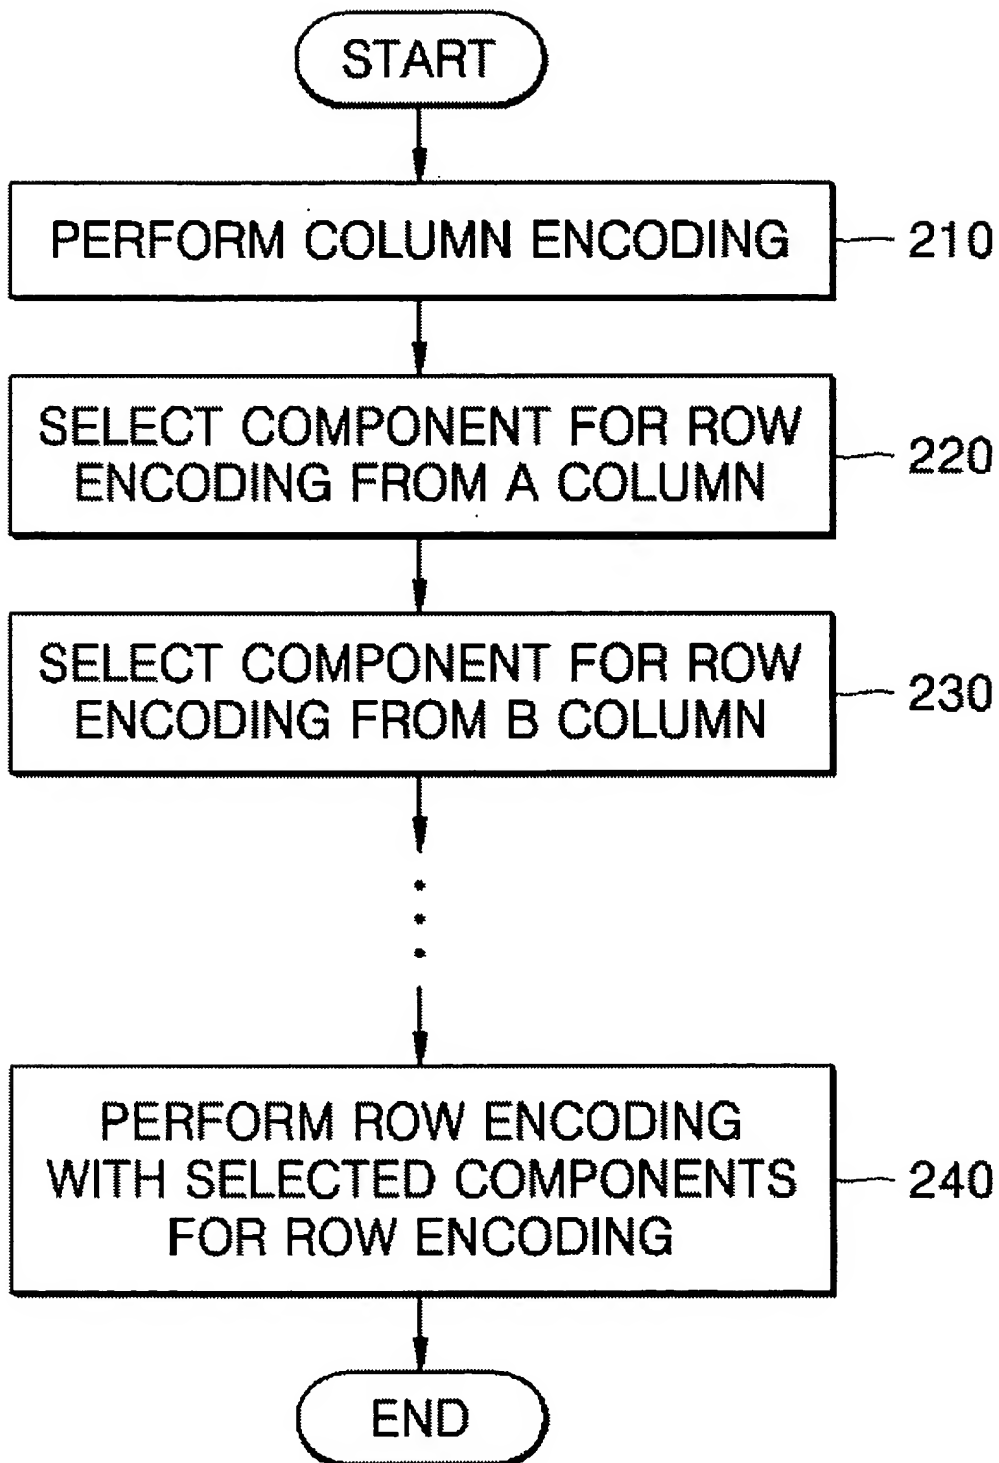 START
PERFORM COLUMN ENCODING
210
SELECT COMPONENT FOR ROW
ENCODING FROM A COLUMN
220
SELECT COMPONENT FOR ROW
ENCODING FROM B COLUMN
230
PERFORM ROW ENCODING
WITH SELECTED COMPONENTS
FOR ROW ENCODING
240
END